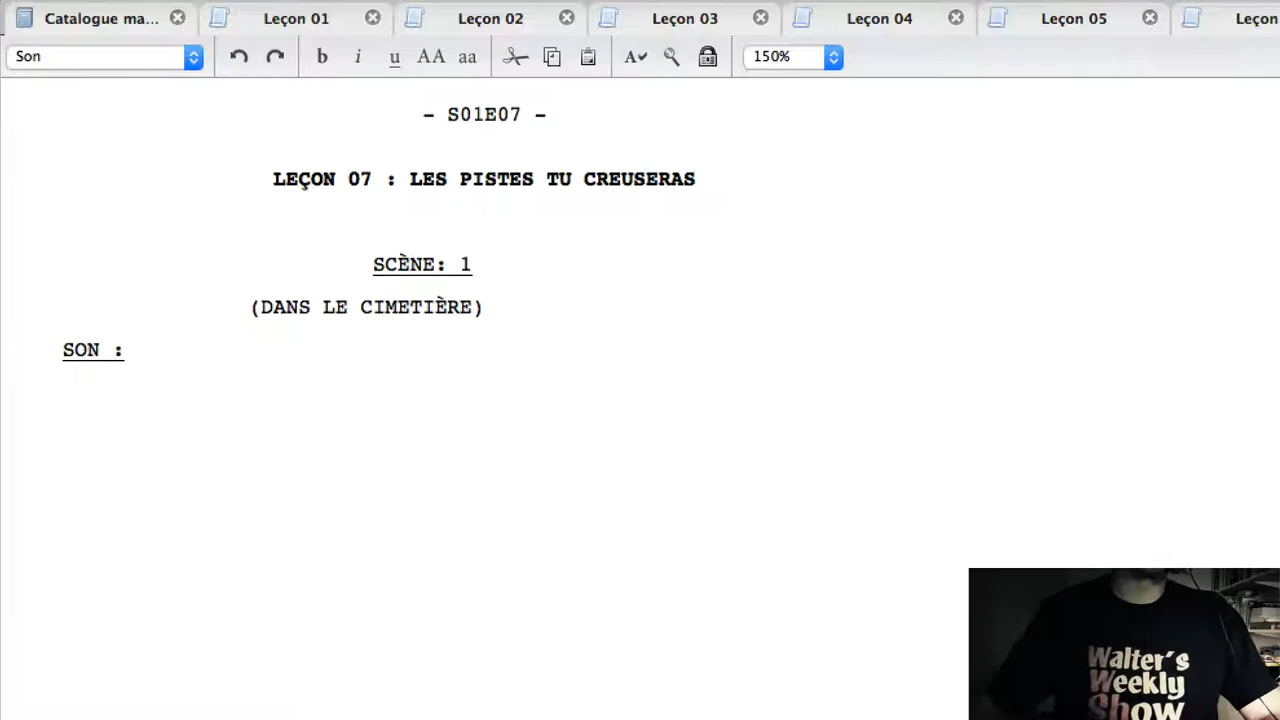 Catalogue ma... Leçon 01 Leçon 02 Leçon 03 Leçon 04 Leçon 05 Leçon
Son b i u AA aa A 150%
- S01E07 -
LEÇON 07 : LES PISTES TU CREUSERAS
SCÈNE: 1
(DANS LE CIMETIÈRE)
SON :
Walter's
Weekly
Show